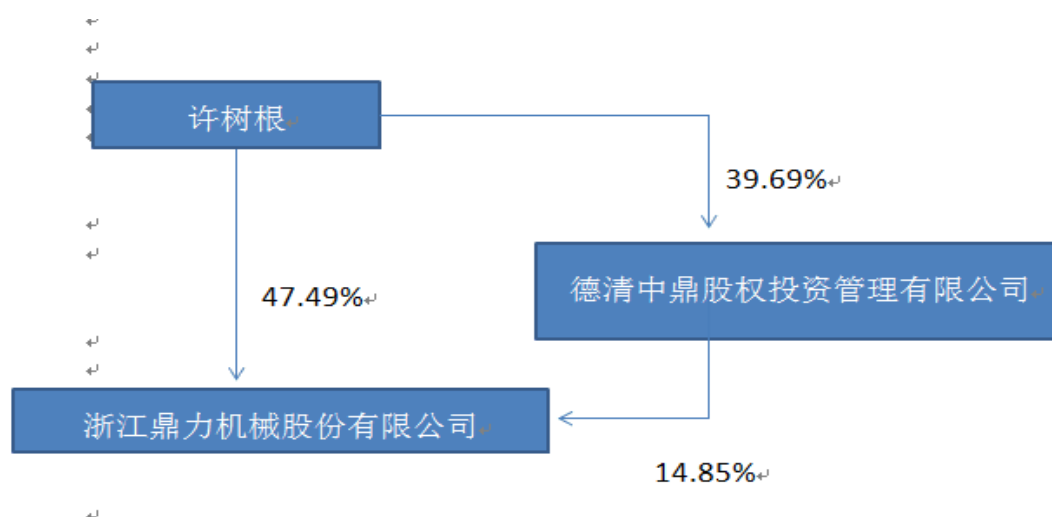 许树根
39.69%
德清中鼎股权投资管理有限公司
47.49%
浙江鼎力机械股份有限公司
14.85%